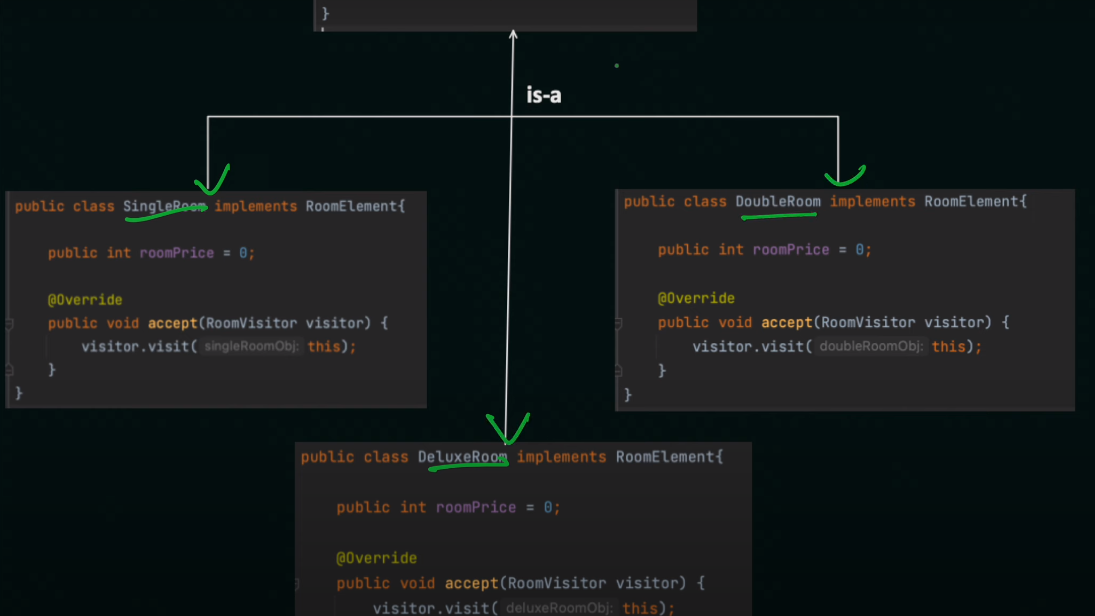 }
is-a
public class SingleRoom implements RoomElement{
public int roomPrice = 0;
@Override
public void accept(RoomVisitor visitor) {
visitor.visit( singleRoomObj: this);
}
}
public class DoubleRoom implements RoomElement{
public int roomPrice = 0;
@Override
public void accept(RoomVisitor visitor) {
visitor.visit( doubleRoomObj: this);
}
}
public class DeluxeRoom implements RoomElement{
public int roomPrice = 0;
@Override
public void accept(RoomVisitor visitor) {
visitor.visit( deluxeRoomObj: this);